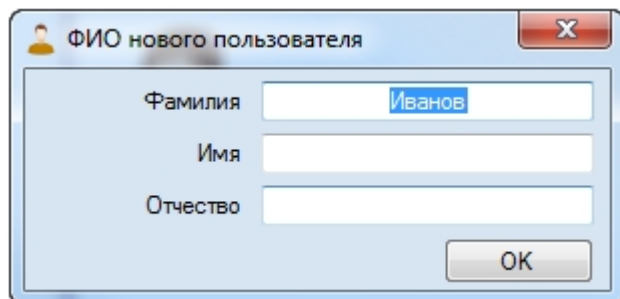 ФИО нового пользователя
Фамилия Иванов
Имя
Отчество
OK